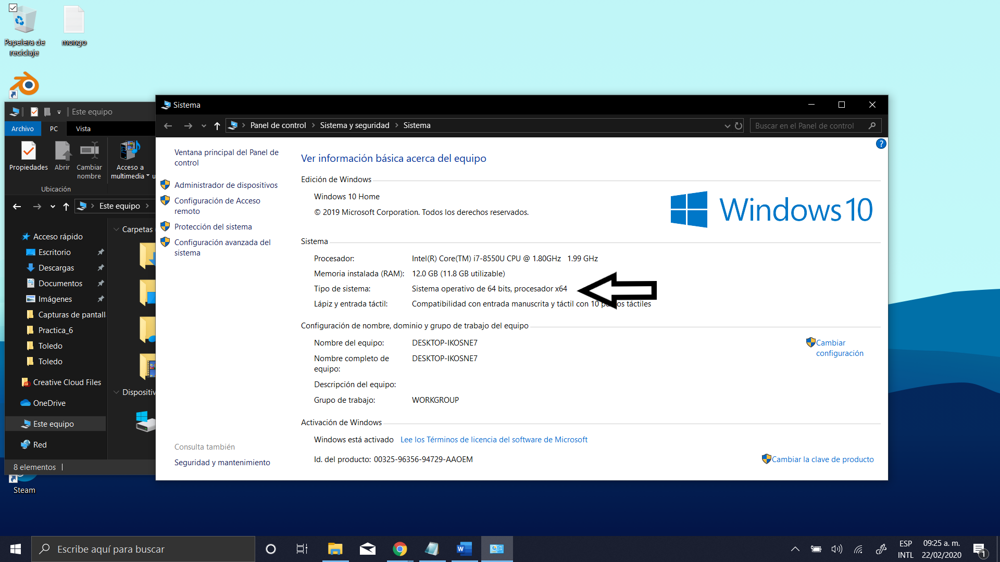 Papelera de
reciclaje
mongo
Este equipo
Archivo
PC
Vista
Propiedades
Abrir
Cambiar
nombre
Acceso a
multimedia
u
Ubicación
Este equipo
Acceso rápido
Escritorio
Descargas
Documentos
Imágenes
Capturas de pantall
Practica_6
Toledo
Toledo
Creative Cloud Files
OneDrive
Este equipo
Red
Carpetas
Dispositiv
8 elementos
Steam
Sistema
Panel de control
Sistema y seguridad
Sistema
Buscar en el Panel de control
?
Ventana principal del Panel de
control
Administrador de dispositivos
Configuración de Acceso
remoto
Protección del sistema
Configuración avanzada del
sistema
Consulta también
Seguridad y mantenimiento
Ver información básica acerca del equipo
Edición de Windows
Windows 10 Home
© 2019 Microsoft Corporation. Todos los derechos reservados.
Windows 10
Sistema
Procesador: Intel(R) Core(TM) i7-8550U CPU @ 1.80GHz 1.99 GHz
Memoria instalada (RAM): 12.0 GB (11.8 GB utilizable)
Tipo de sistema: Sistema operativo de 64 bits, procesador x64
Lápiz y entrada táctil: Compatibilidad con entrada manuscrita y táctil con 10 táctiles
Configuración de nombre, dominio y grupo de trabajo del equipo
Nombre del equipo: DESKTOP-IKOSNE7
Cambiar
configuración
Nombre completo de
equipo:
DESKTOP-IKOSNE7
Descripción del equipo:
Grupo de trabajo: WORKGROUP
Activación de Windows
Windows está activado Lee los Términos de licencia del software de Microsoft
Id. del producto: 00325-96356-94729-AAOEM
Cambiar la clave de producto
Escribe aquí para buscar
W
ESP
INTL
09:25 a. m.
22/02/2020
1